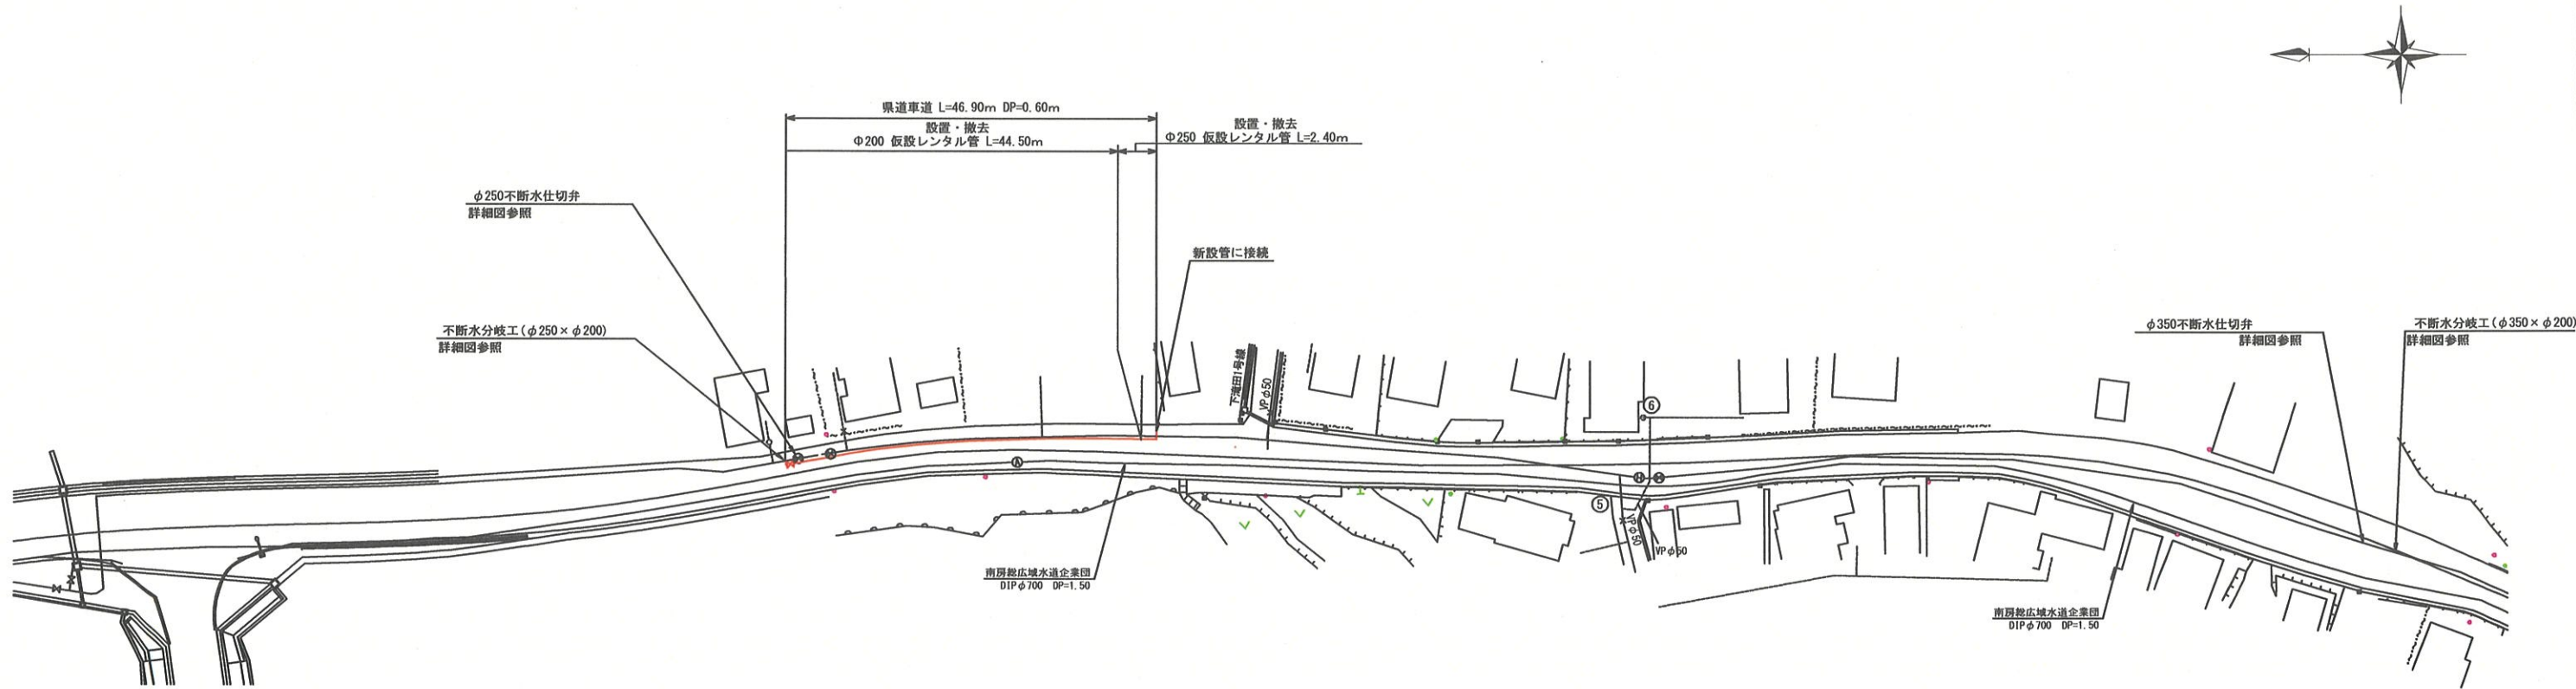 県道車道 L=46.90m DP=0.60m
設置・撤去
Φ200 仮設レンタル管 L=44.50m
設置・撤去
Φ250 仮設レンタル管 L=2.40m
φ250不断水仕切弁
詳細図参照
新設管に接続
不断水分岐工(φ250×φ200)
詳細図参照
φ350不断水仕切弁
詳細図参照
不断水分岐工(φ350×φ200)
詳細図参照
下滝田1号線
VPφ50
6
5
VPφ50
VPφ50
南房総広域水道企業団
DIPφ700 DP=1.50
南房総広域水道企業団
DIPφ700 DP=1.50